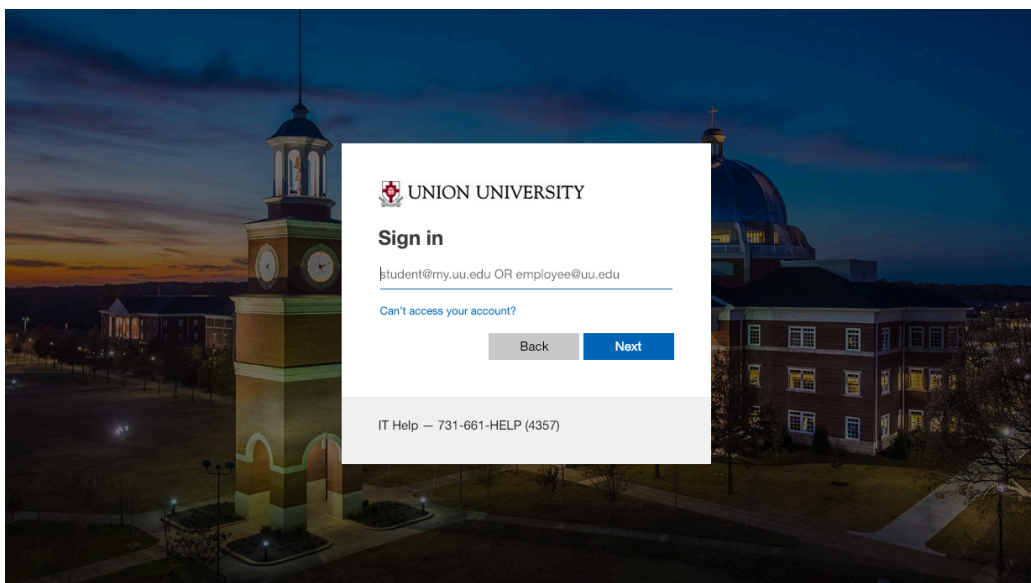 UNION UNIVERSITY
Sign in
student@my.uu.edu OR employee@uu.edu
Can't access your account?
Back Next
IT Help — 731-661-HELP (4357)